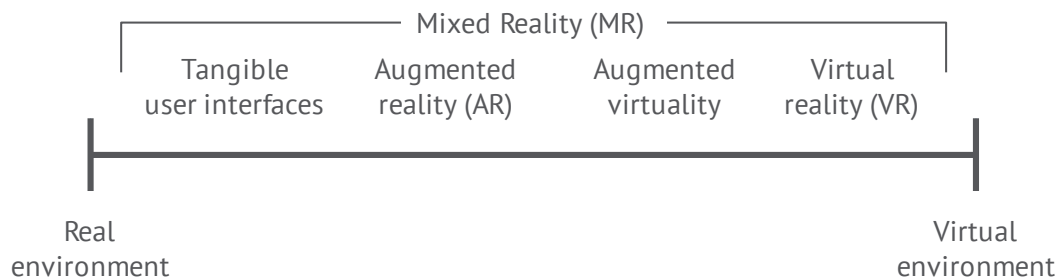 Mixed Reality (MR)
Tangible
user interfaces
Augmented
reality (AR)
Augmented
virtuality
Virtual
reality (VR)
Real
environment
Virtual
environment